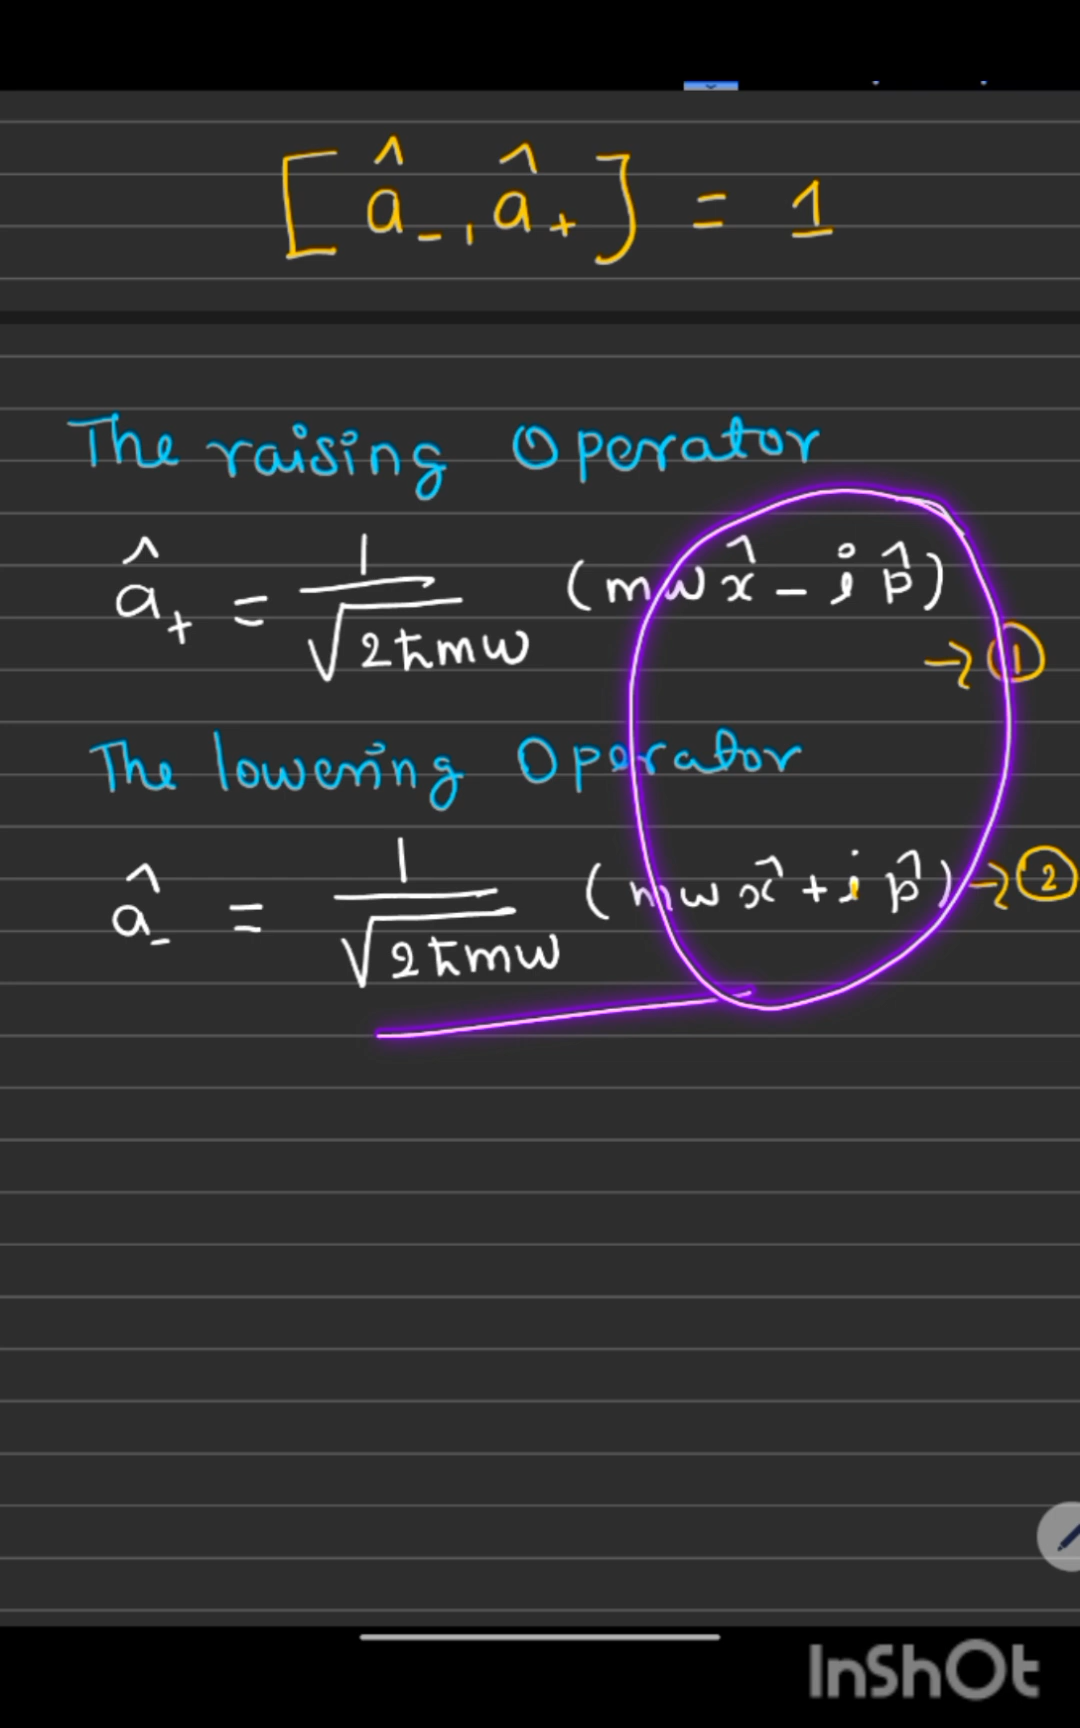 [ â₋, â₊ ] = 1
The raising Operator
â₊ = 1/√2ℏmω (mωx̂ − i p̂)
→ ①
The lowering Operator
â₋ = 1/√2ℏmω (mωx̂ + i p̂) → ②
InShOt